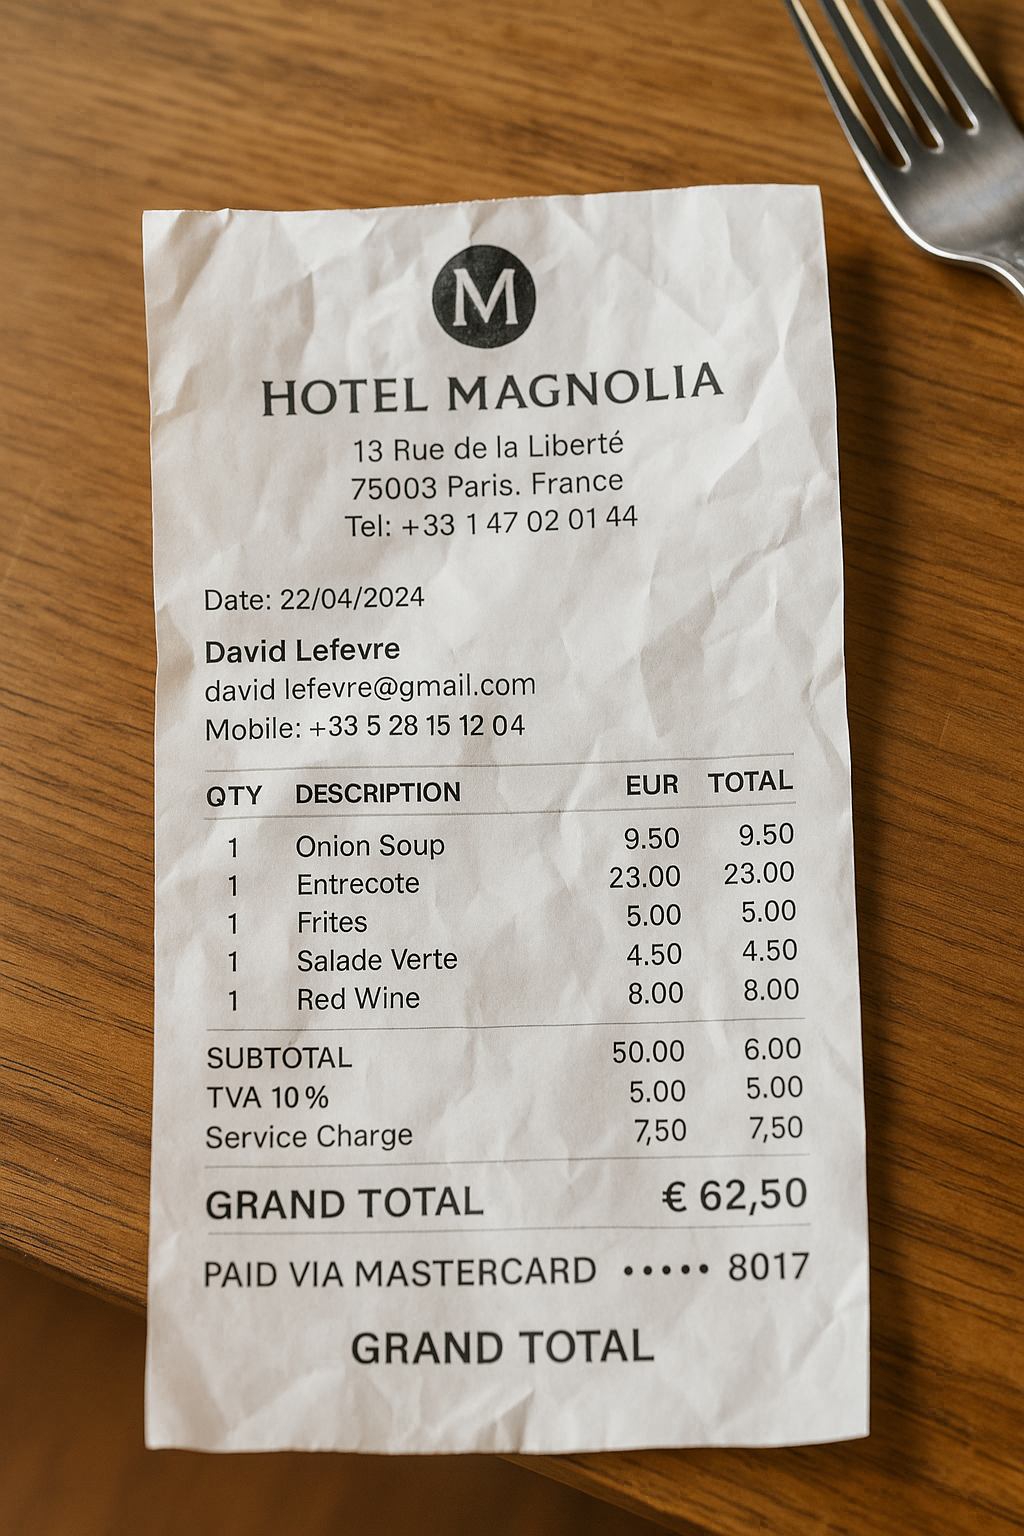 M
HOTEL MAGNOLIA
13 Rue de la Liberté
75003 Paris. France
Tel: +33 1 47 02 01 44
Date: 22/04/2024
David Lefevre
david lefevre@gmail.com
Mobile: +33 5 28 15 12 04
QTY DESCRIPTION EUR TOTAL
1 Onion Soup 9.50 9.50
1 Entrecote 23.00 23.00
1 Frites 5.00 5.00
1 Salade Verte 4.50 4.50
1 Red Wine 8.00 8.00
SUBTOTAL 50.00 6.00
TVA 10 % 5.00 5.00
Service Charge 7,50 7,50
GRAND TOTAL € 62,50
PAID VIA MASTERCARD ••••• 8017
GRAND TOTAL